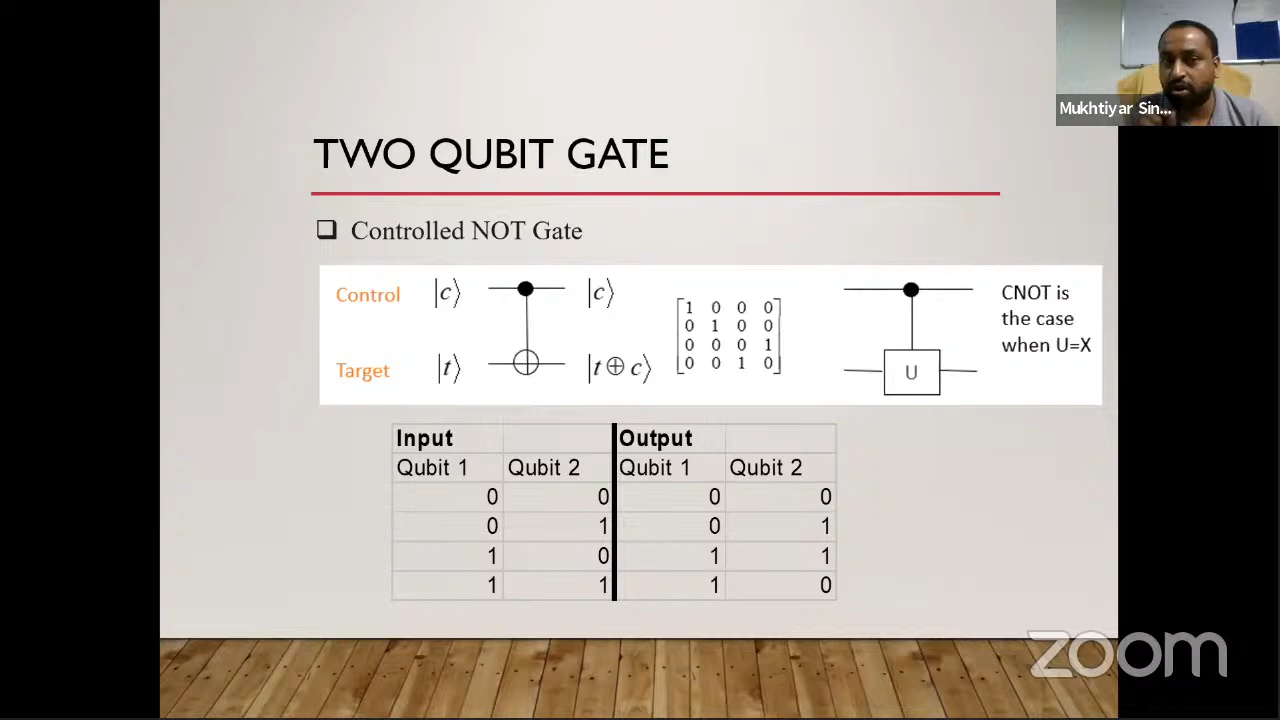 Mukhtiyar Sin...
TWO QUBIT GATE
❑ Controlled NOT Gate
Control |c⟩ |c⟩
Target |t⟩ |t ⊕ c⟩
1 0 0 0
0 1 0 0
0 0 0 1
0 0 1 0
U
CNOT is
the case
when U=X
Input Output
Qubit 1 Qubit 2 Qubit 1 Qubit 2
0 0 0 0
0 1 0 1
1 0 1 1
1 1 1 0
zoom